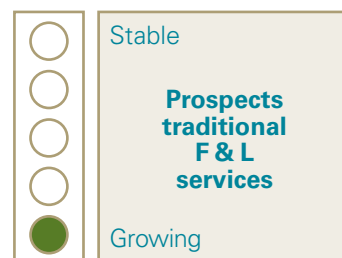 Stable
Prospects
traditional
F & L
services
Growing